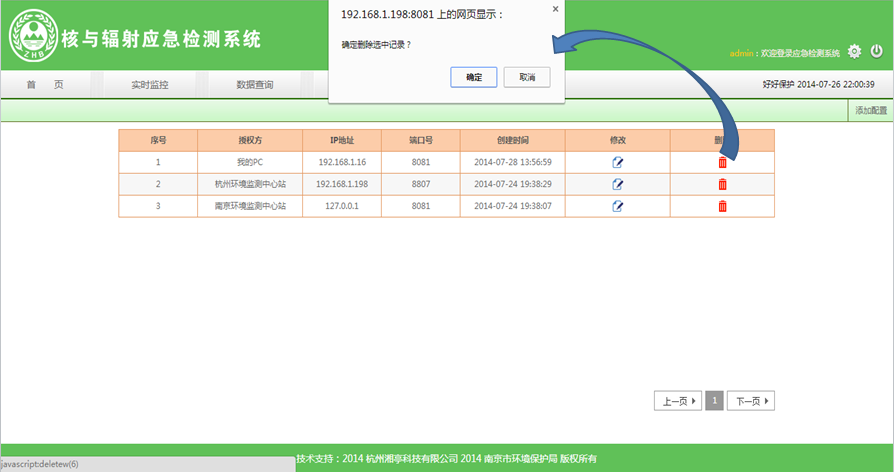 192.168.1.198:8081 上的网页显示：
×
确定删除选中记录？
确定
取消
ZHB
核与辐射应急检测系统
admin：欢迎登录应急检测系统
首 页
实时监控
数据查询
好好保护 2014-07-26 22:00:39
添加配置
序号 授权方 IP地址 端口号 创建时间 修改 删
1 我的PC 192.168.1.16 8081 2014-07-28 13:56:59
2 杭州环境监测中心站 192.168.1.198 8807 2014-07-24 19:38:29
3 南京环境监测中心站 127.0.0.1 8081 2014-07-24 19:38:07
上一页 1 下一页
技术支持：2014 杭州湘亭科技有限公司 2014 南京市环境保护局 版权所有
javascript:deletew(6)